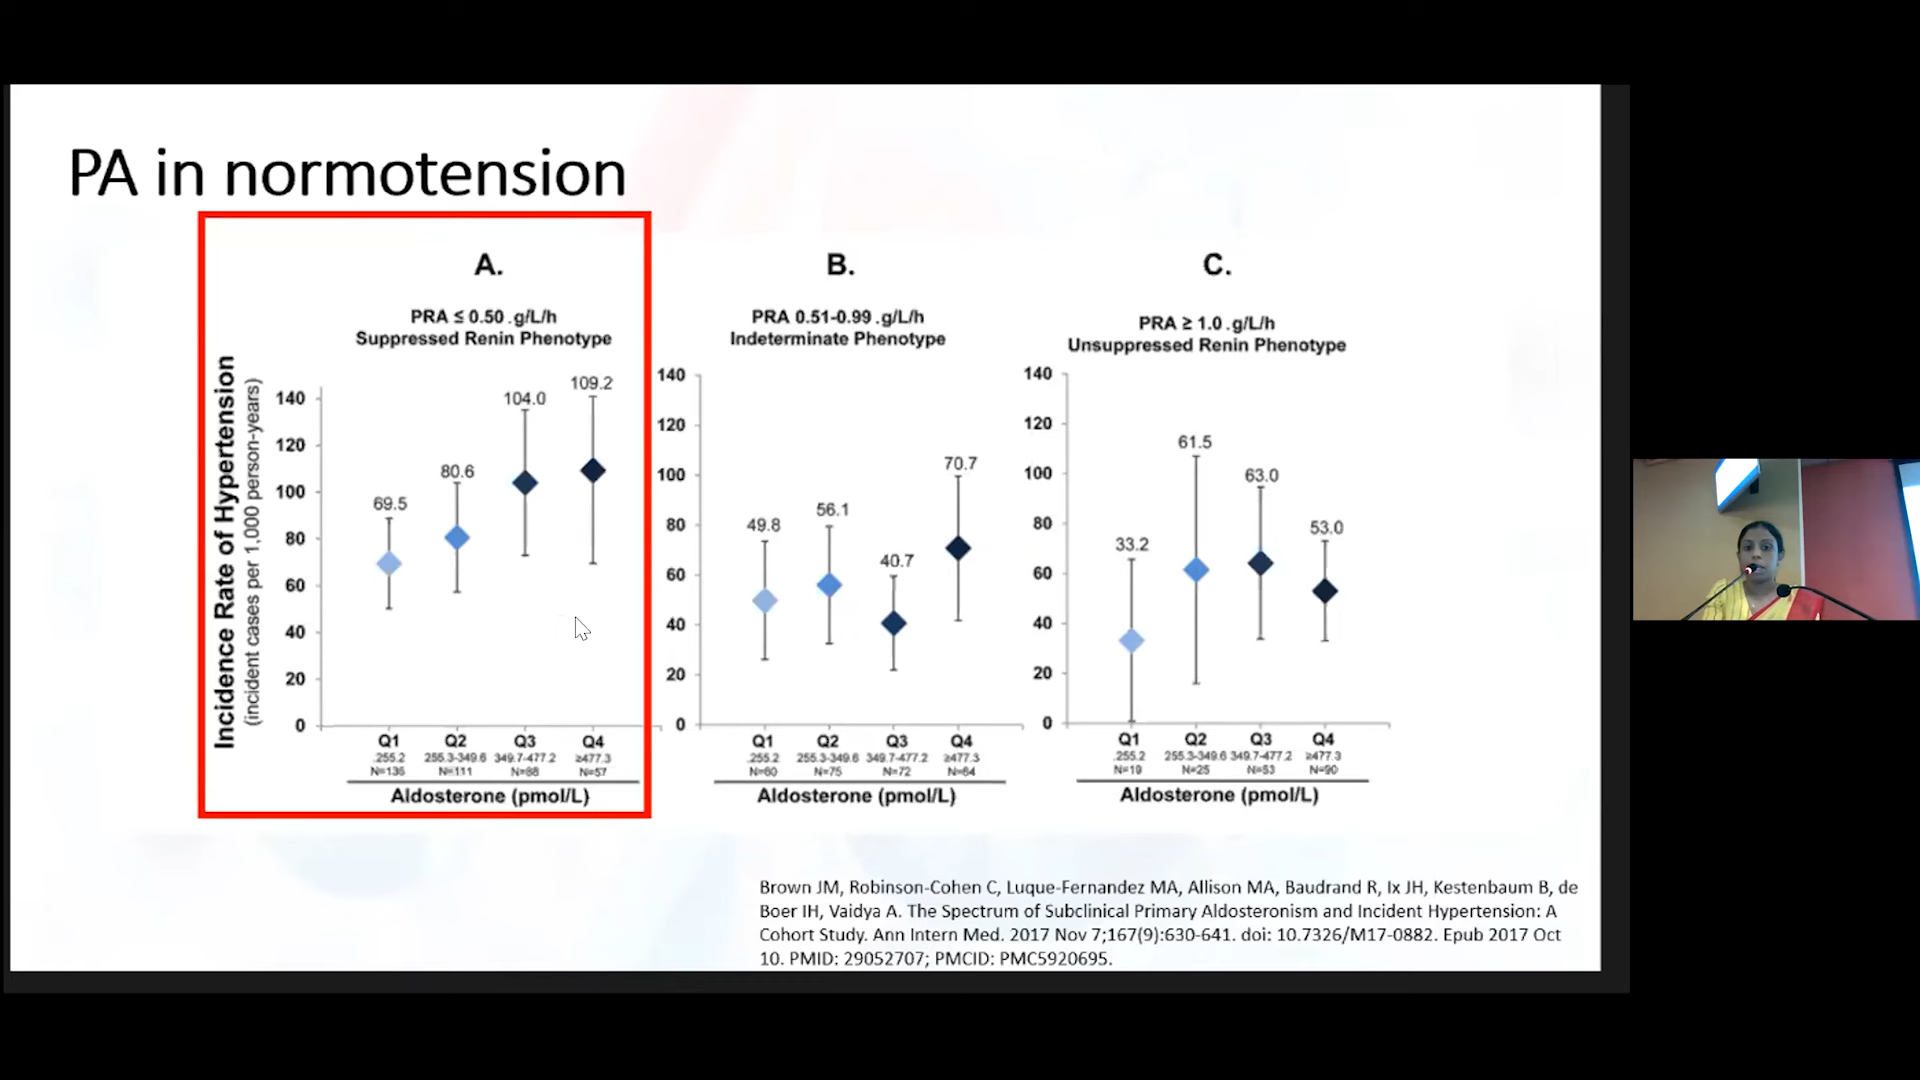 PA in normotension
A.
PRA ≤ 0.50 .g/L/h
Suppressed Renin Phenotype
Incidence Rate of Hypertension
(incident cases per 1,000 person-years)
140
120
100
80
60
40
20
0
69.5
80.6
104.0
109.2
Q1 Q2 Q3 Q4
.255.2 255.3-349.6 349.7-477.2 ≥477.3
N=136 N=111 N=88 N=57
Aldosterone (pmol/L)
B.
PRA 0.51-0.99 .g/L/h
Indeterminate Phenotype
140
120
100
80
60
40
20
0
49.8
56.1
40.7
70.7
Q1 Q2 Q3 Q4
.255.2 255.3-349.6 349.7-477.2 ≥477.3
N=60 N=75 N=72 N=64
Aldosterone (pmol/L)
C.
PRA ≥ 1.0 .g/L/h
Unsuppressed Renin Phenotype
140
120
100
80
60
40
20
0
33.2
61.5
63.0
53.0
Q1 Q2 Q3 Q4
.255.2 255.3-349.6 349.7-477.2 ≥477.3
N=19 N=25 N=53 N=90
Aldosterone (pmol/L)
Brown JM, Robinson-Cohen C, Luque-Fernandez MA, Allison MA, Baudrand R, Ix JH, Kestenbaum B, de
Boer IH, Vaidya A. The Spectrum of Subclinical Primary Aldosteronism and Incident Hypertension: A
Cohort Study. Ann Intern Med. 2017 Nov 7;167(9):630-641. doi: 10.7326/M17-0882. Epub 2017 Oct
10. PMID: 29052707; PMCID: PMC5920695.